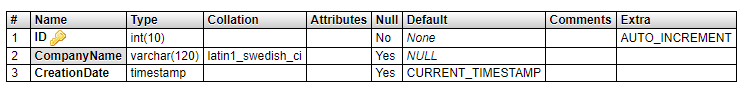 # Name Type Collation Attributes Null Default Comments Extra
1 ID int(10) No None AUTO_INCREMENT
2 CompanyName varchar(120) latin1_swedish_ci Yes NULL
3 CreationDate timestamp Yes CURRENT_TIMESTAMP